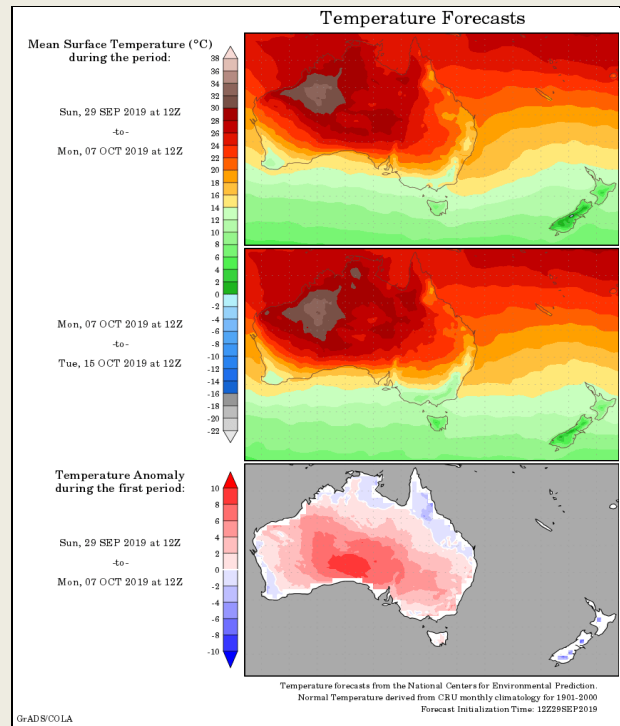 Temperature Forecasts
Mean Surface Temperature (°C)
during the period:
38
36
34
32
30
28
26
24
22
20
18
16
14
12
10
8
6
4
2
0
-2
-4
-6
-8
-10
-12
-14
-16
-18
-20
-22
Sun, 29 SEP 2019 at 12Z
-to-
Mon, 07 OCT 2019 at 12Z
Mon, 07 OCT 2019 at 12Z
-to-
Tue, 15 OCT 2019 at 12Z
Temperature Anomaly
during the first period:
10
8
6
4
2
0
-2
-4
-6
-8
-10
Sun, 29 SEP 2019 at 12Z
-to-
Mon, 07 OCT 2019 at 12Z
Temperature forecasts from the National Centers for Environmental Prediction.
Normal Temperature derived from CRU monthly climatology for 1901-2000
Forecast Initialization Time: 12Z29SEP2019
GrADS/COLA